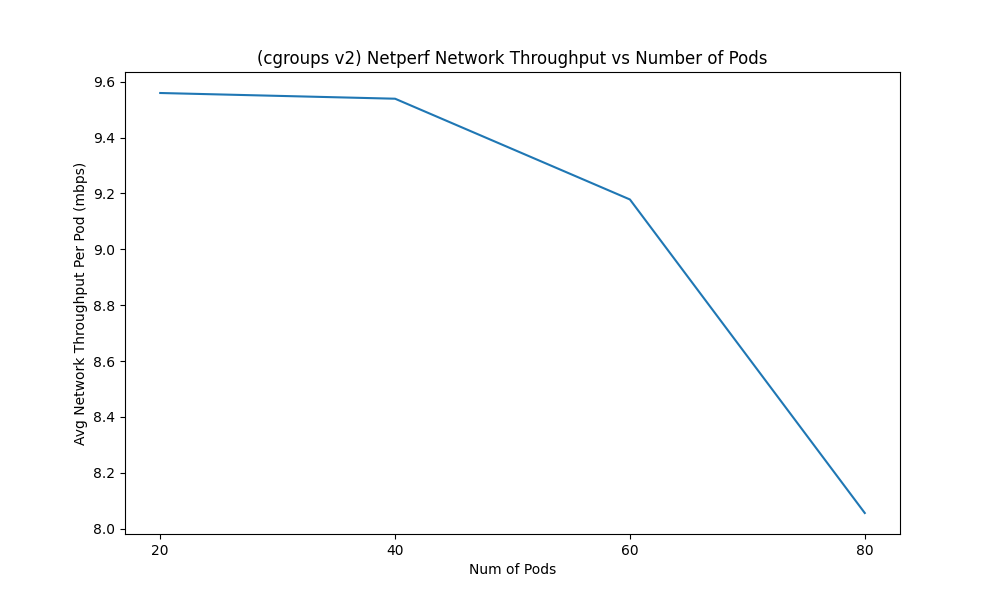 (cgroups v2) Netperf Network Throughput vs Number of Pods
Avg Network Throughput Per Pod (mbps)
9.6
9.4
9.2
9.0
8.8
8.6
8.4
8.2
8.0
20 40 60 80
Num of Pods